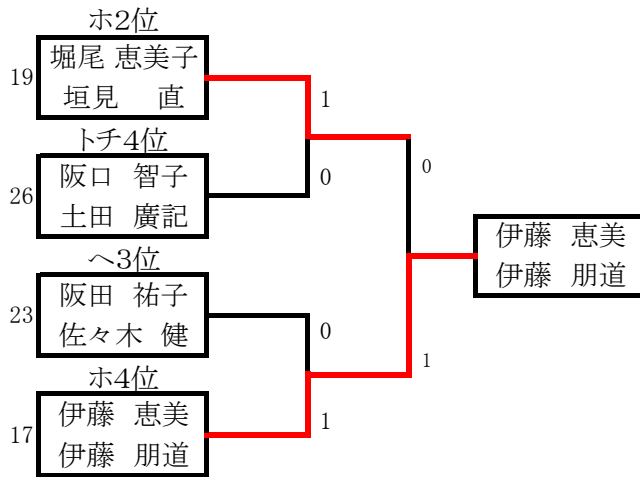 ホ2位
19
堀尾 恵美子
垣見 直
1
トチ4位
26
阪口 智子
土田 廣記
0
0
伊藤 恵美
伊藤 朋道
ヘ3位
23
阪田 祐子
佐々木 健
0
1
ホ4位
17
伊藤 恵美
伊藤 朋道
1